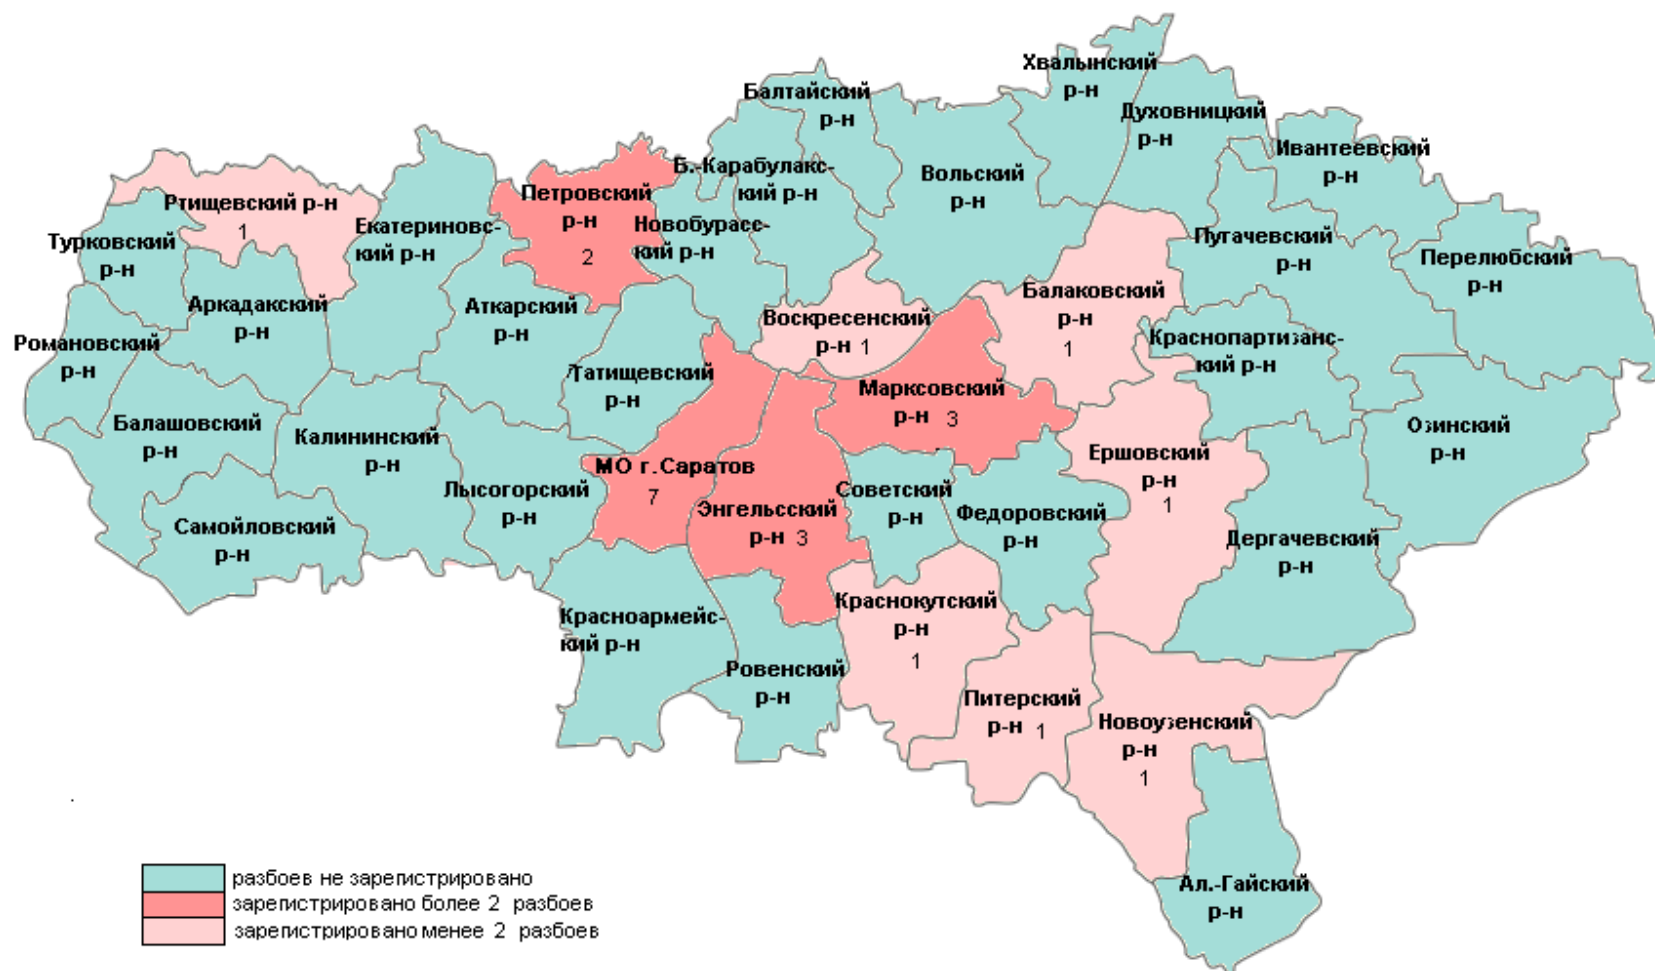 Хвалынский
р-н
Балтайский
р-н
Духовницкий
р-н
Ивантеевский
р-н
Б.-Карабулакс-
кий р-н
Вольский
р-н
Петровский
р-н
2
Ртищевский р-н
1
Екатериновс-
кий р-н
Новобурасс-
кий р-н
Турковский
р-н
Пугачевский
р-н
Перелюбский
р-н
Аркадакский
р-н
Аткарский
р-н
Воскресенский
р-н 1
Балаковский
р-н
1
Романовский
р-н
Краснопартизанс-
кий р-н
Татищевский
р-н
Марксовский
р-н 3
Балашовский
р-н
Калининский
р-н
Озинский
р-н
Ершовский
р-н
1
МО г.Саратов
7
Лысогорский
р-н
Энгельсский
р-н 3
Советский
р-н
Федоровский
р-н
Самойловский
р-н
Дергачевский
р-н
Красноармейс-
кий р-н
Краснокутский
р-н
1
Ровенский
р-н
Питерский
р-н 1
Новоузенский
р-н
1
Ал.-Гайский
р-н
разбоев не зарегистрировано
зарегистрировано более 2 разбоев
зарегистрировано менее 2 разбоев